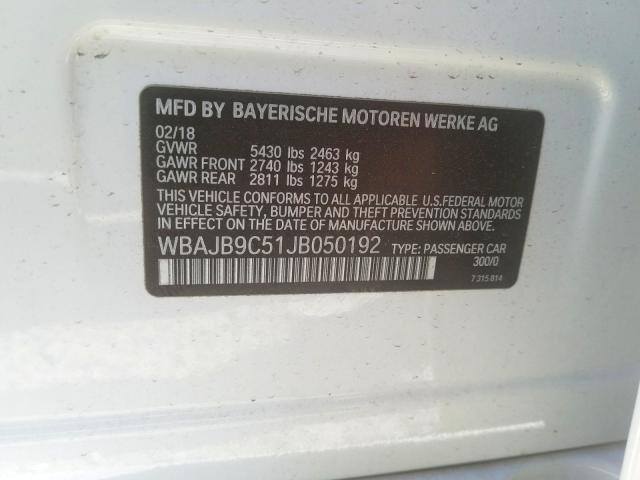 MFD BY BAYERISCHE MOTOREN WERKE AG
02/18
GVWR 5430 lbs 2463 kg
GAWR FRONT 2740 lbs 1243 kg
GAWR REAR 2811 lbs 1275 kg
THIS VEHICLE CONFORMS TO ALL APPLICABLE U.S.FEDERAL MOTOR
VEHICLE SAFETY, BUMPER AND THEFT PREVENTION STANDARDS
IN EFFECT ON THE DATE OF MANUFACTURE SHOWN ABOVE.
WBAJB9C51JB050192 TYPE: PASSENGER CAR
300/0
7 315 814